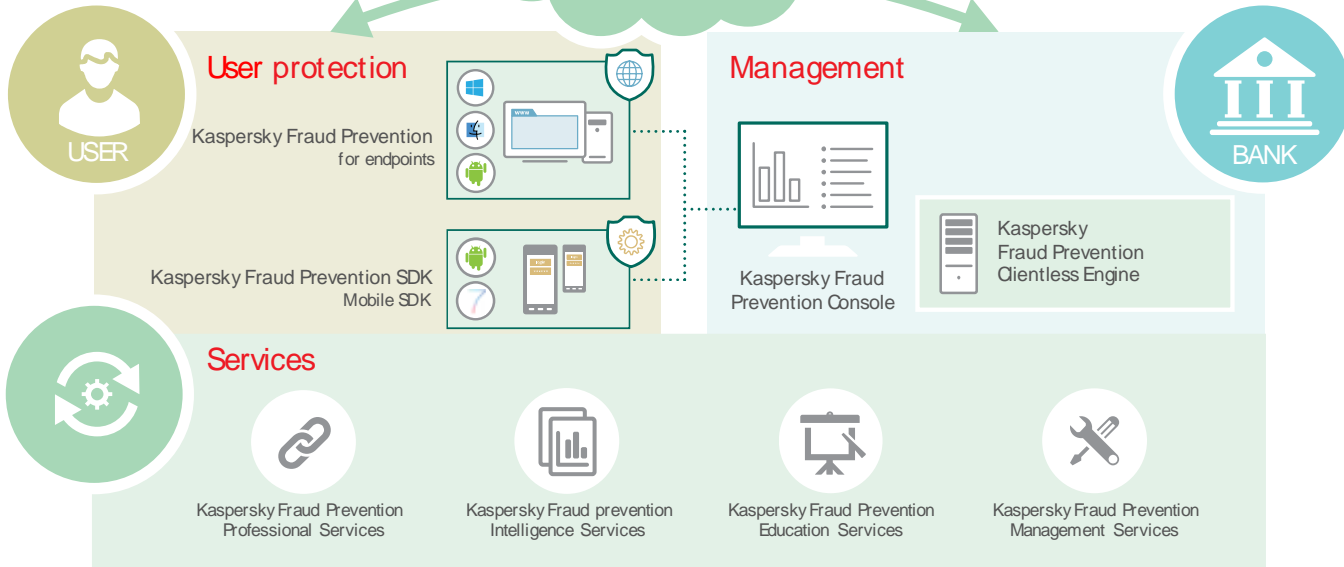 User protection
USER
Kaspersky Fraud Prevention
for endpoints
www
Kaspersky Fraud Prevention SDK
Mobile SDK
7
Management
BANK
Kaspersky Fraud
Prevention Console
Kaspersky
Fraud Prevention
Clientless Engine
Services
Kaspersky Fraud Prevention
Professional Services
Kaspersky Fraud prevention
Intelligence Services
Kaspersky Fraud Prevention
Education Services
Kaspersky Fraud Prevention
Management Services